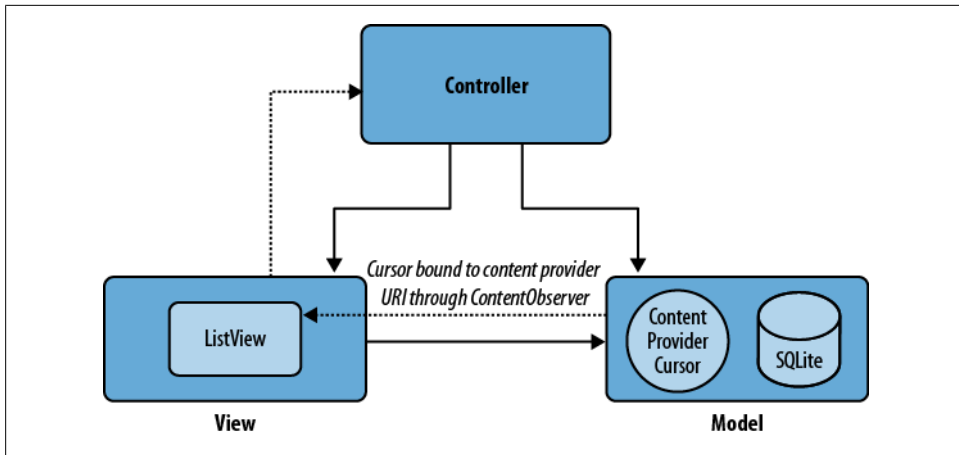 Controller
Cursor bound to content provider
URI through ContentObserver
ListView
Content
Provider
Cursor
SQLite
View
Model